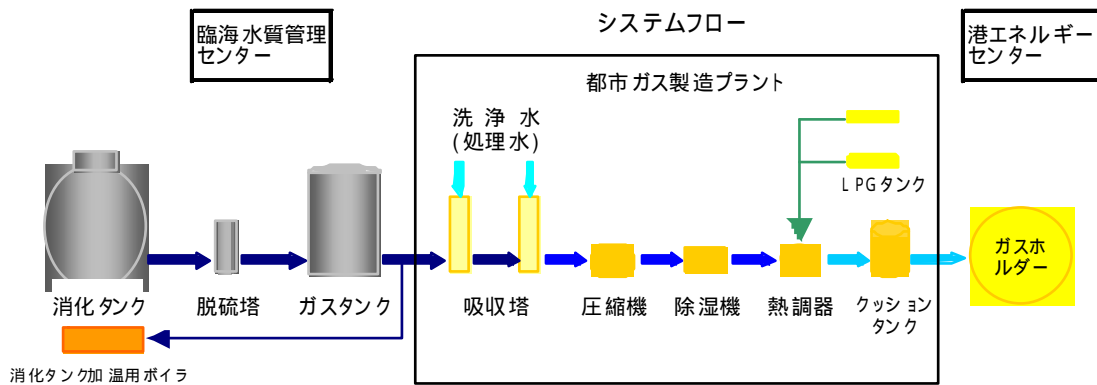 システムフロー
臨海水質管理
センター
港エネルギー
センター
都市ガス製造プラント
洗浄水
(処理水)
LPGタンク
ガスホ
ルダー
消化タンク
脱硫塔
ガスタンク
吸収塔
圧縮機
除湿機
熱調器
クッション
タンク
消化タンク加温用ボイラ